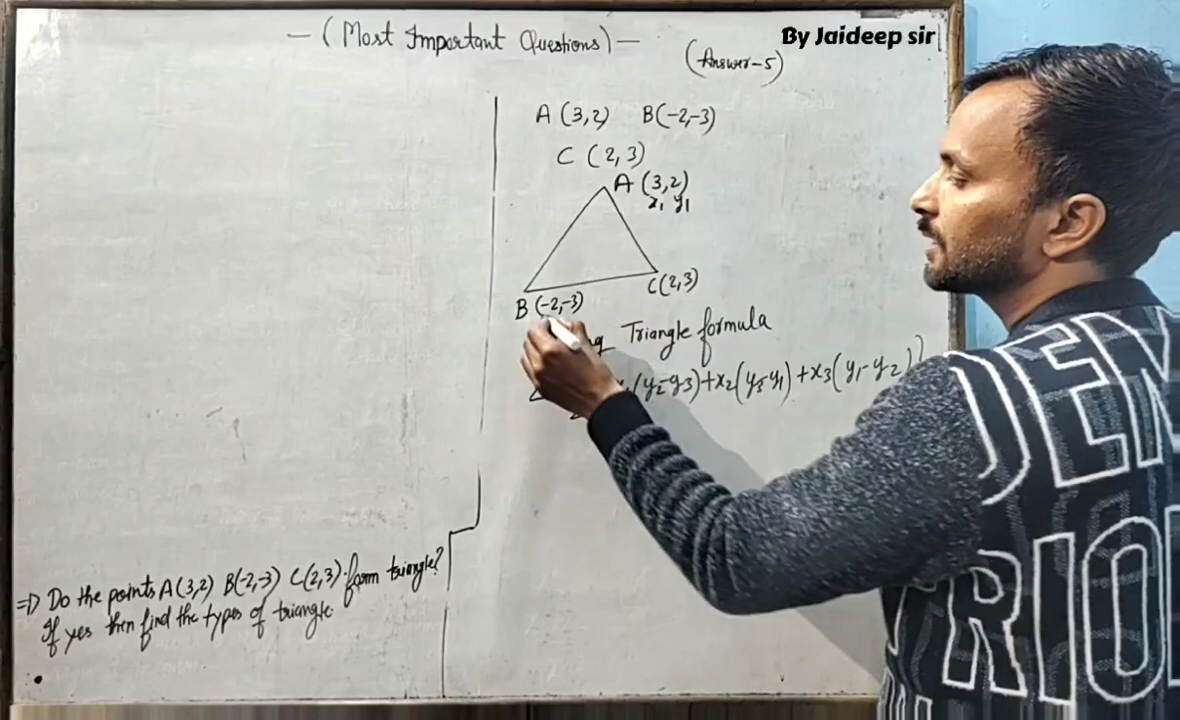 — (Most Important Questions) —
By Jaideep sir
(Answer-5)
A (3,2) B(-2,-3)
C (2,3)
A (3,2)
x₁ y₁
C(2,3)
B (-2,-3)
Triangle formula
(y₂-y₃)+x₂(y₃-y₁)+x₃(y₁-y₂)
⇒ Do the points A(3,2) B(-2,-3) C(2,3) form triangle?
If yes then find the types of triangle.